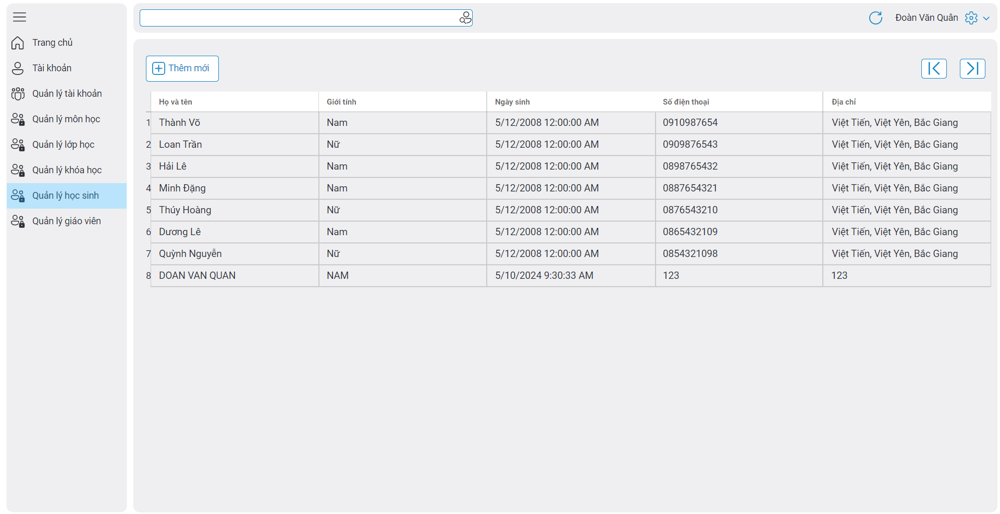 Đoàn Văn Quân
Trang chủ
Tài khoản
Quản lý tài khoản
Quản lý môn học
Quản lý lớp học
Quản lý khóa học
Quản lý học sinh
Quản lý giáo viên
Thêm mới
Họ và tên Giới tính Ngày sinh Số điện thoại Địa chỉ
1 Thành Võ Nam 5/12/2008 12:00:00 AM 0910987654 Việt Tiến, Việt Yên, Bắc Giang
2 Loan Trần Nữ 5/12/2008 12:00:00 AM 0909876543 Việt Tiến, Việt Yên, Bắc Giang
3 Hải Lê Nam 5/12/2008 12:00:00 AM 0898765432 Việt Tiến, Việt Yên, Bắc Giang
4 Minh Đặng Nam 5/12/2008 12:00:00 AM 0887654321 Việt Tiến, Việt Yên, Bắc Giang
5 Thúy Hoàng Nữ 5/12/2008 12:00:00 AM 0876543210 Việt Tiến, Việt Yên, Bắc Giang
6 Dương Lê Nam 5/12/2008 12:00:00 AM 0865432109 Việt Tiến, Việt Yên, Bắc Giang
7 Quỳnh Nguyễn Nữ 5/12/2008 12:00:00 AM 0854321098 Việt Tiến, Việt Yên, Bắc Giang
8 DOAN VAN QUAN NAM 5/10/2024 9:30:33 AM 123 123